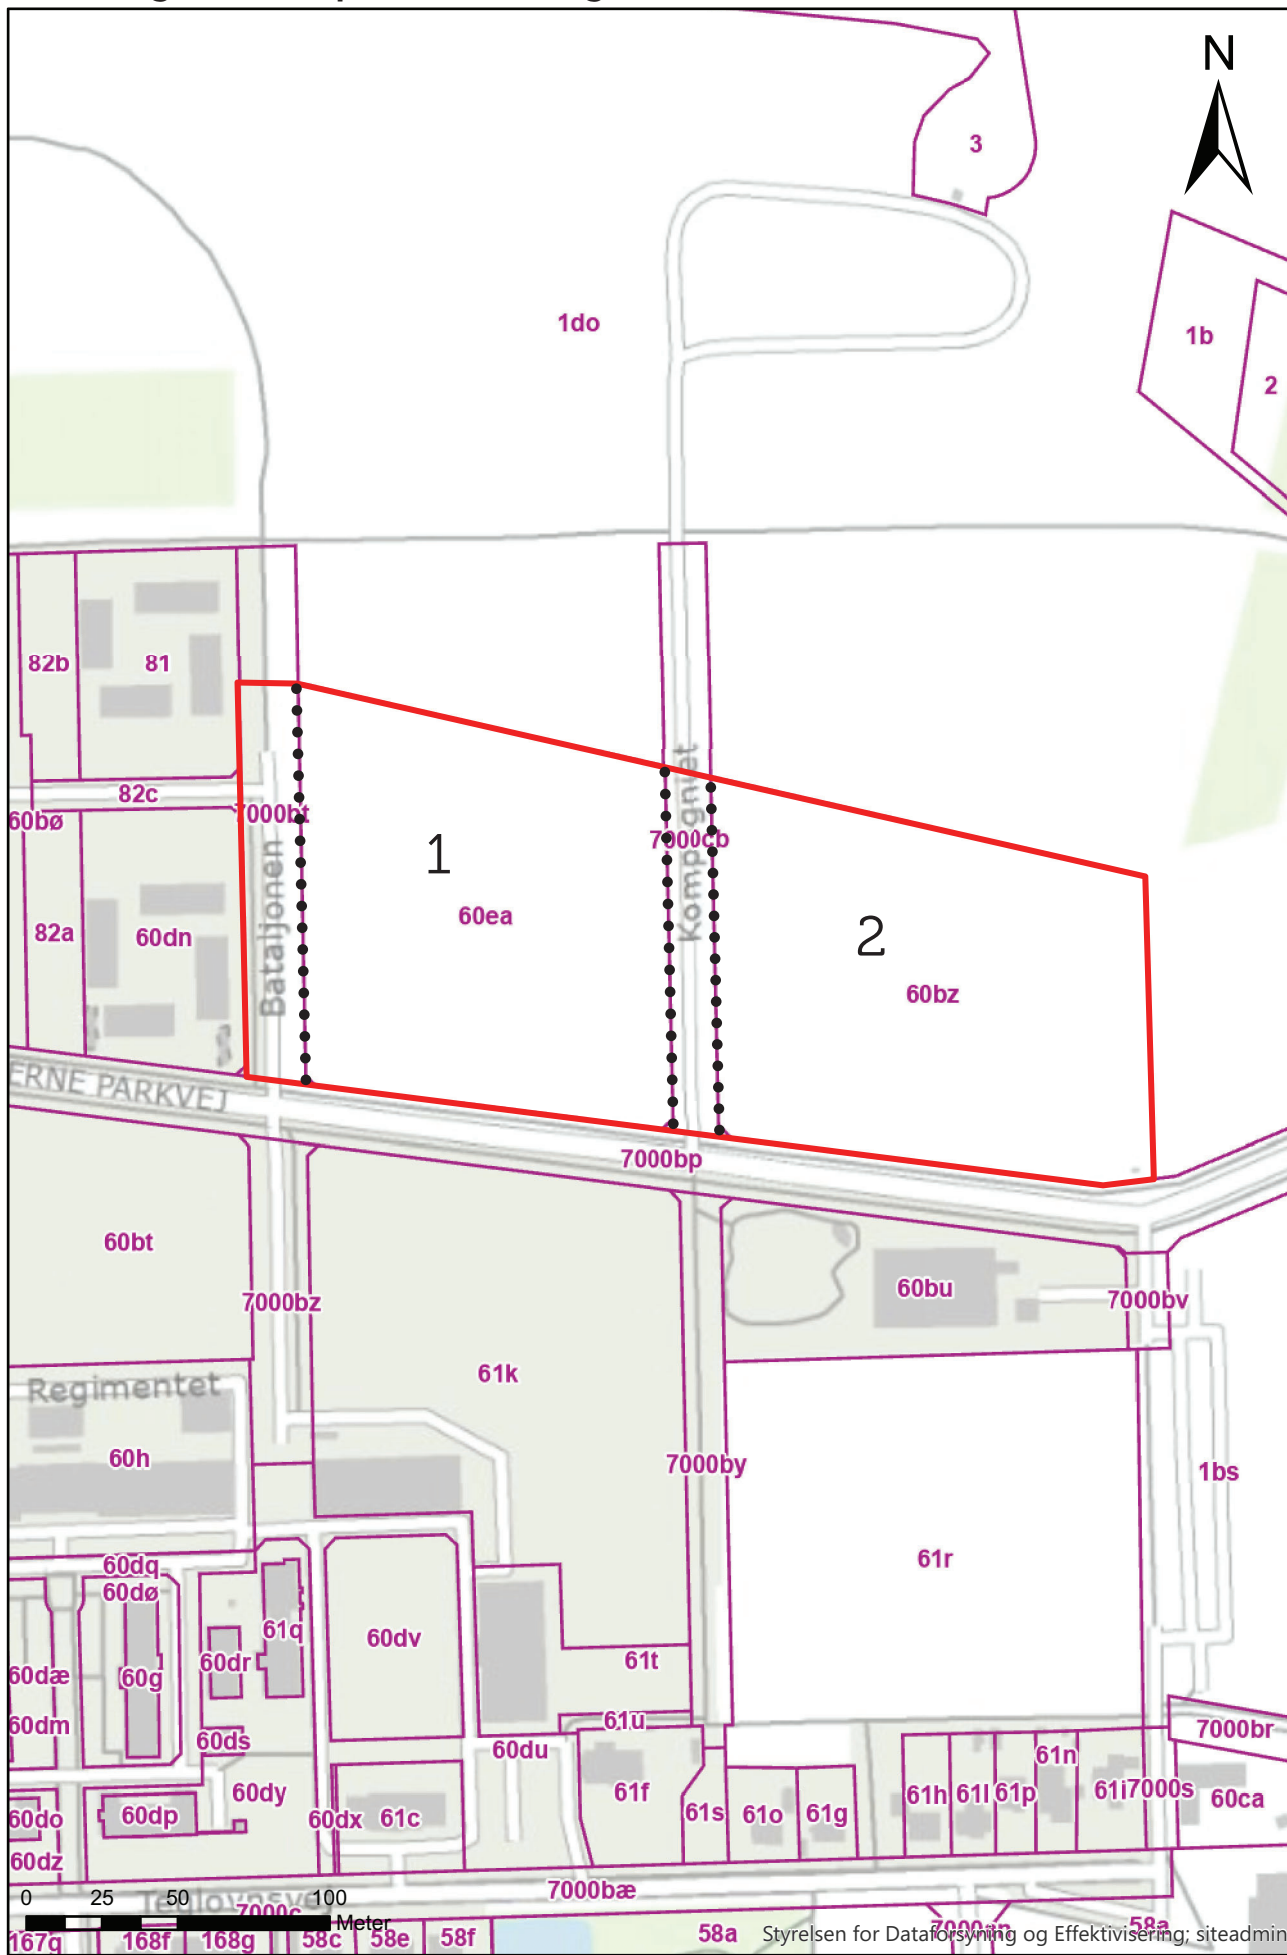 N
3
1do
1b
2
82b
81
82c
60bø
7000bt
1
7000cb
Kompagniet
60ea
2
82a
60dn
Bataljonen
60bz
ERNE PARKVEJ
7000bp
60bt
7000bz
60bu
7000bv
61k
Regimentet
60h
7000by
1bs
61r
60dq
60dø
61q
60dv
60dr
61t
60dæ
60g
60dm
61u
60ds
60du
7000br
61n
60dy
61f
61h
61l
61p
61i
7000s
60ca
60do
60dp
60dx
61c
61s
61o
61g
60dz
7000bæ
0 25 50 100
Meter
Teglovnsvej
7000c
167q
168f
168g
58c
58e
58f
58a
58a
Styrelsen for Dataforsyning og Effektivisering; siteadmin